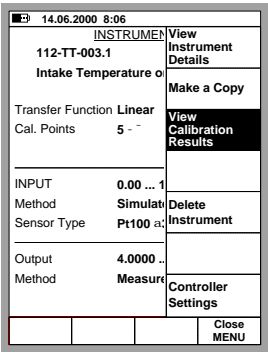 14.06.2000 8:06
INSTRUMEN
112-TT-003.1
Intake Temperature o
Transfer Function Linear
Cal. Points 5
INPUT 0.00 ... 1
Method Simulat
Sensor Type Pt100
Output 4.0000 ..
Method Measure
View
Instrument
Details
Make a Copy
View
Calibration
Results
Delete
Instrument
Controller
Settings
Close
MENU